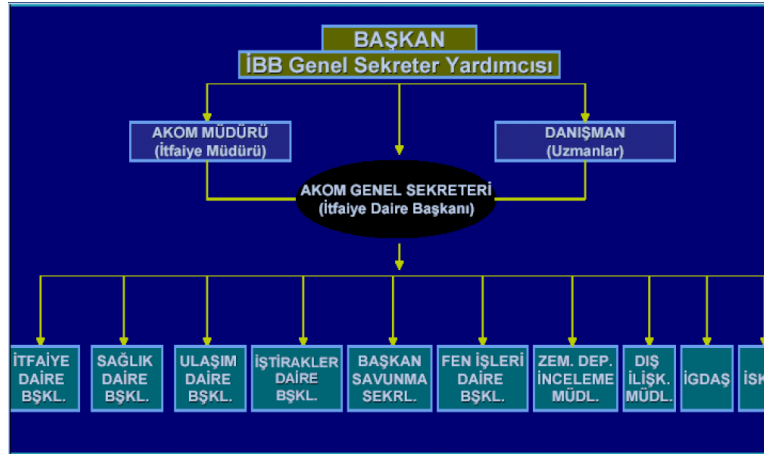 BAŞKAN
İBB Genel Sekreter Yardımcısı
AKOM MÜDÜRÜ
(İtfaiye Müdürü)
DANIŞMAN
(Uzmanlar)
AKOM GENEL SEKRETERİ
(İtfaiye Daire Başkanı)
İTFAİYE
DAİRE
BŞKL.
SAĞLIK
DAİRE
BŞKL.
ULAŞIM
DAİRE
BŞKL.
İŞTİRAKLER
DAİRE
BŞKL.
BAŞKAN
SAVUNMA
SEKRL.
FEN İŞLERİ
DAİRE
BŞKL.
ZEM. DEP.
İNCELEME
MÜDL.
DIŞ
İLİŞK.
MÜDL.
İGDAŞ